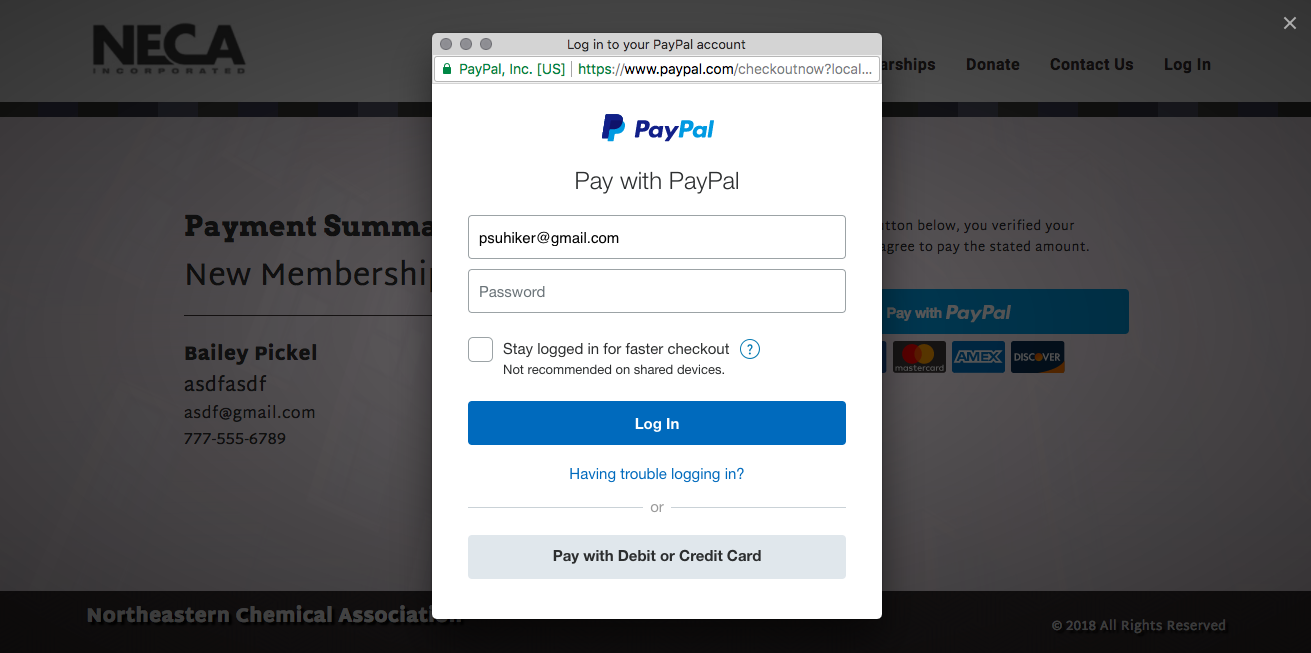 NECA
INCORPORATED
arships Donate Contact Us Log In
Log in to your PayPal account
PayPal, Inc. [US] https://www.paypal.com/checkoutnow?local...
PayPal
Pay with PayPal
psuhiker@gmail.com
Password
Stay logged in for faster checkout ?
Not recommended on shared devices.
Log In
Having trouble logging in?
or
Pay with Debit or Credit Card
Payment Summa
New Membership
Bailey Pickel
asdfasdf
asdf@gmail.com
777-555-6789
utton below, you verified your
agree to pay the stated amount.
Pay with PayPal
mastercard AMEX DISCOVER
Northeastern Chemical Association
© 2018 All Rights Reserved